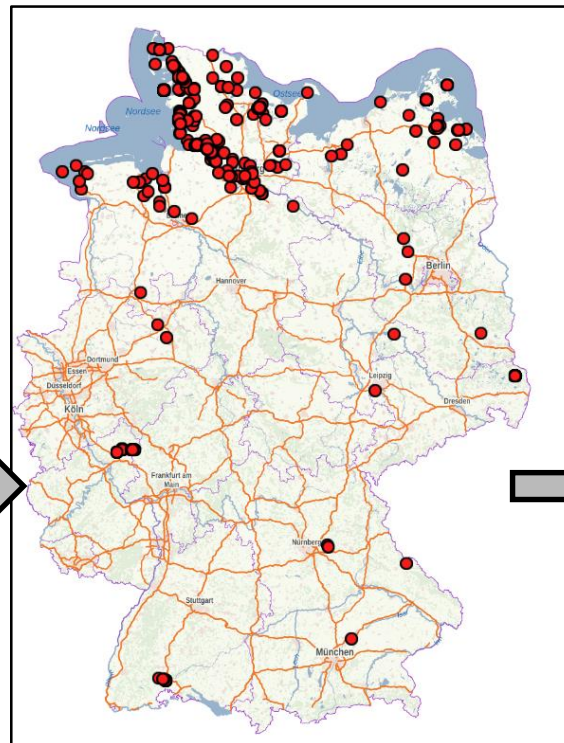 Nordsee
Ostsee
Nordsee
Berlin
Hannover
Dortmund
Essen
Düsseldorf
Leipzig
Köln
Dresden
Frankfurt am
Main
Nürnberg
Stuttgart
München